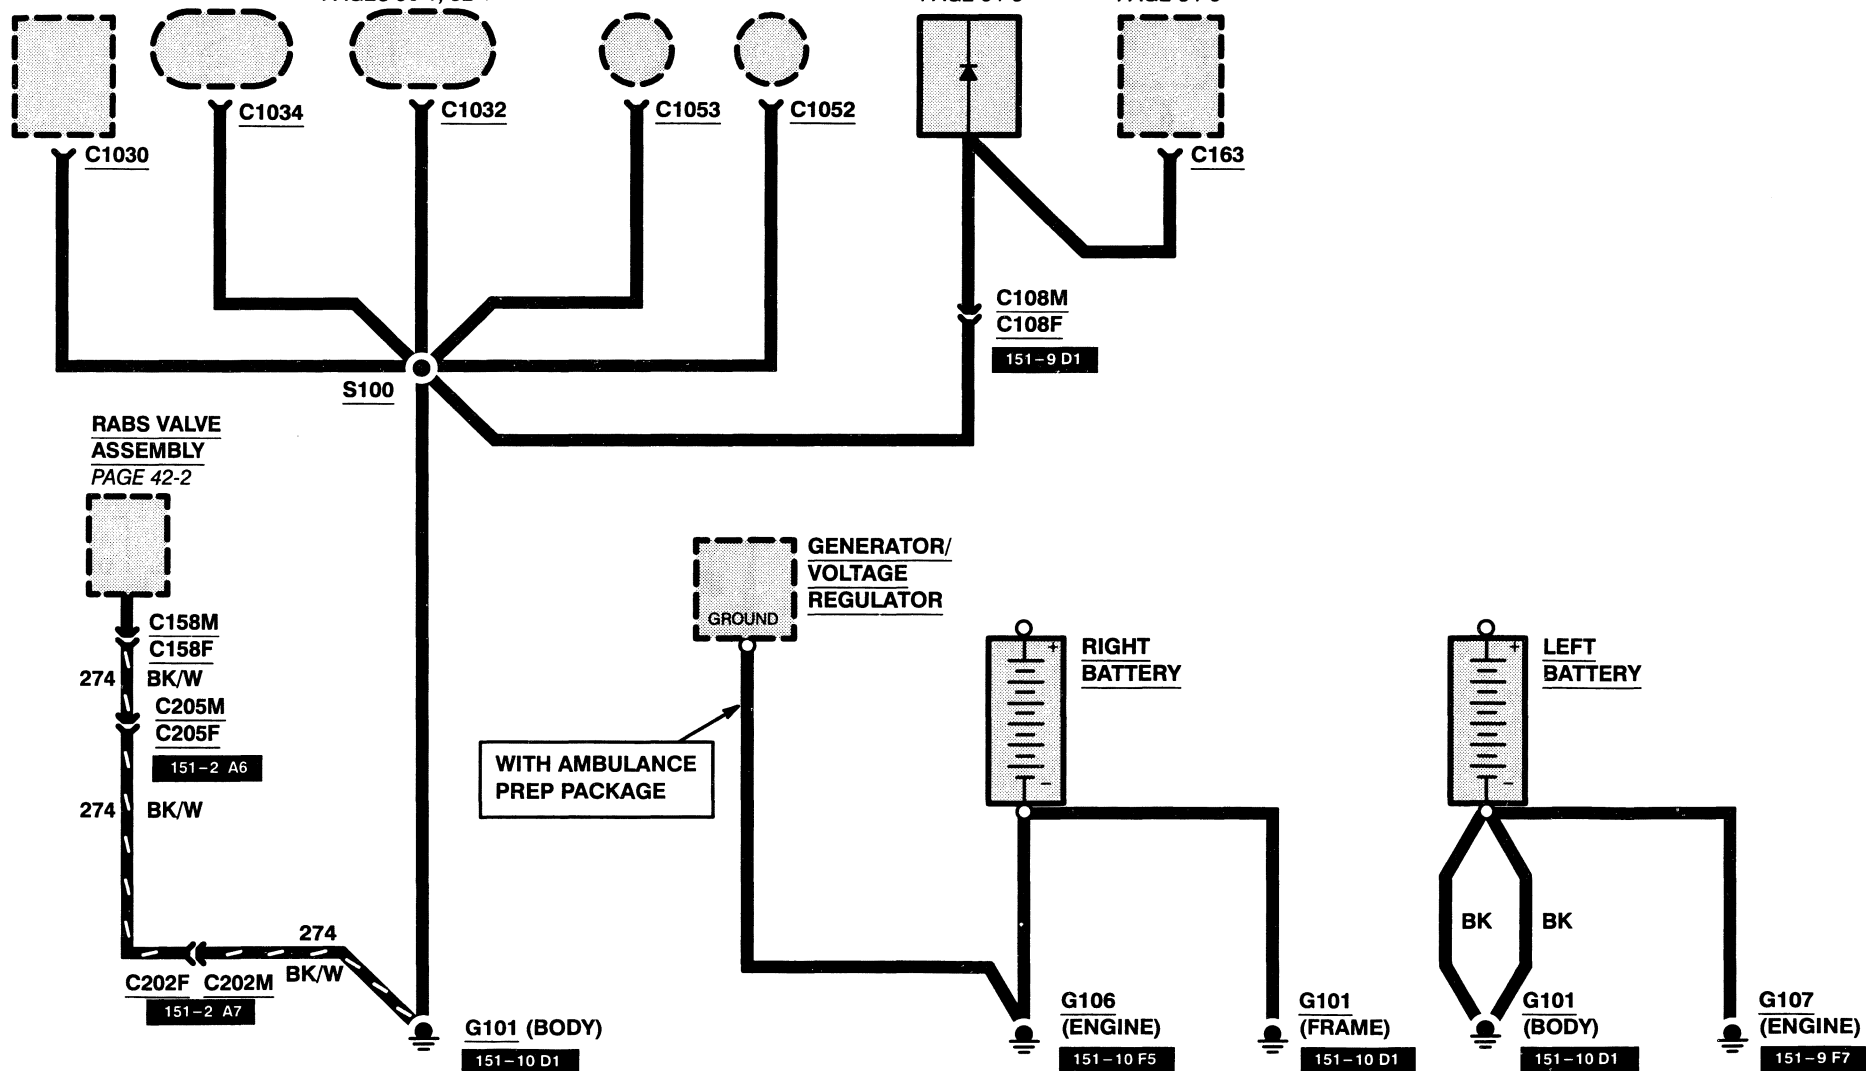 C1034
C1032
C1053
C1052
C1030
C163
C108M
C108F
151–9 D1
S100
RABS VALVE
ASSEMBLY
PAGE 42-2
GENERATOR/
VOLTAGE
REGULATOR
GROUND
C158M
C158F
274 BK/W
C205M
C205F
151–2 A6
274 BK/W
+
RIGHT
BATTERY
–
+
LEFT
BATTERY
–
WITH AMBULANCE
PREP PACKAGE
BK
BK
274
BK/W
C202F C202M
151–2 A7
G101 (BODY)
151–10 D1
G106
(ENGINE)
151–10 F5
G101
(FRAME)
151–10 D1
G101
(BODY)
151–10 D1
G107
(ENGINE)
151–9 F7